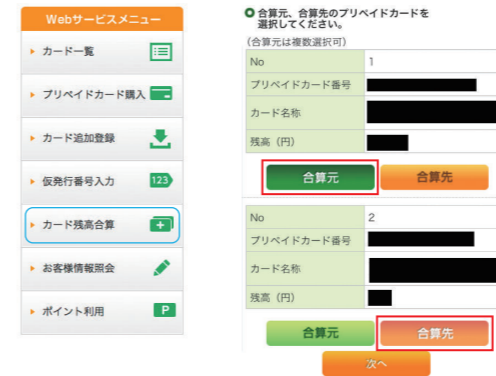 Webサービスメニュー
カード一覧
プリペイドカード購入
カード追加登録
仮発行番号入力
123
カード残高合算
お客様情報照会
ポイント利用
P
合算元、合算先のプリペイドカードを
選択してください。
(合算元は複数選択可)
No 1
プリペイドカード番号
カード名称
残高（円）
合算元 合算先
No 2
プリペイドカード番号
カード名称
残高（円）
合算元 合算先
次へ